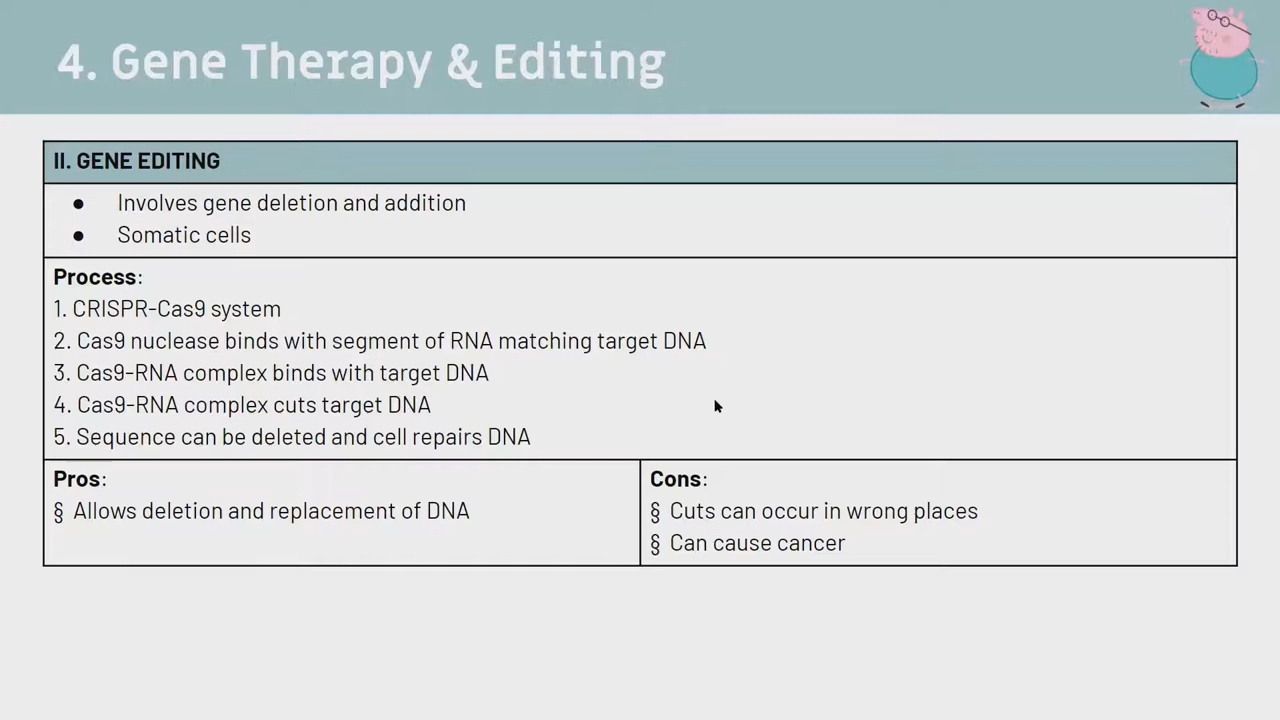 4. Gene Therapy & Editing
II. GENE EDITING
● Involves gene deletion and addition
● Somatic cells
Process:
1. CRISPR-Cas9 system
2. Cas9 nuclease binds with segment of RNA matching target DNA
3. Cas9-RNA complex binds with target DNA
4. Cas9-RNA complex cuts target DNA
5. Sequence can be deleted and cell repairs DNA
Pros:
§ Allows deletion and replacement of DNA
Cons:
§ Cuts can occur in wrong places
§ Can cause cancer